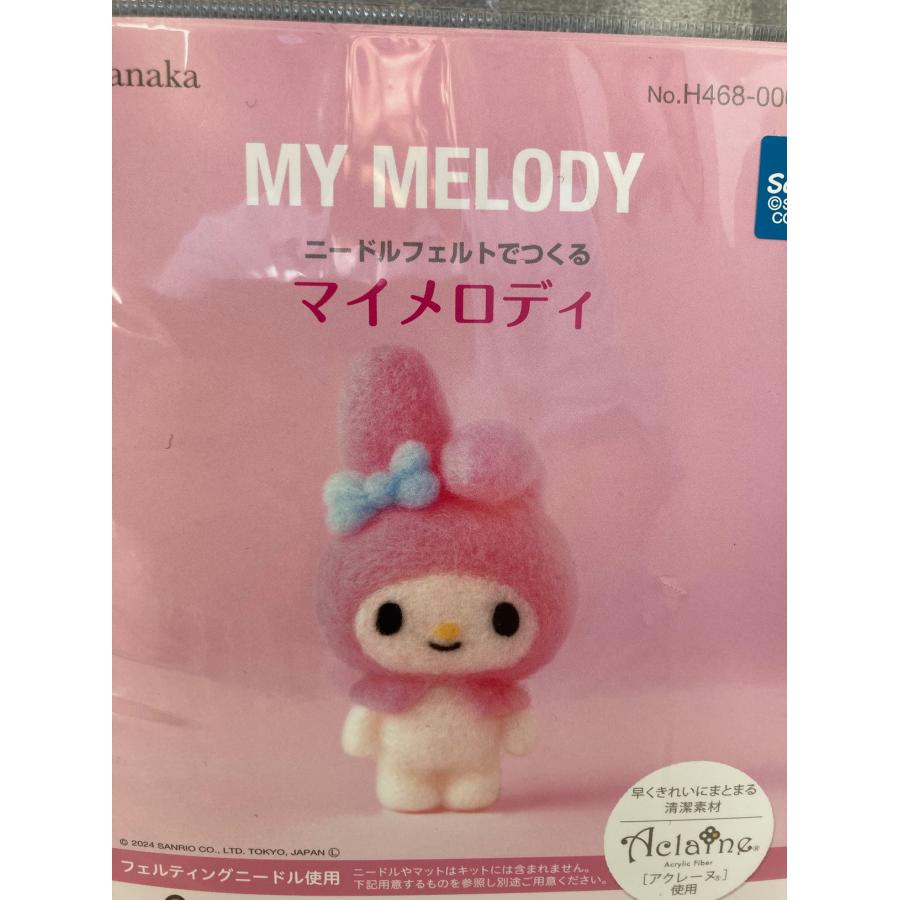 anaka
No.H468-00
MY MELODY
ニードルフェルトでつくる
マイメロディ
早くきれいにまとまる
清潔素材
Aclaine®
Acrylic Fiber
[アクレーヌ®]
使用
© 2024 SANRIO CO., LTD. TOKYO, JAPAN Ⓛ
フェルティングニードル使用
ニードルやマットはキットには含まれません。
下記用意するものを参照し別途ご用意ください。